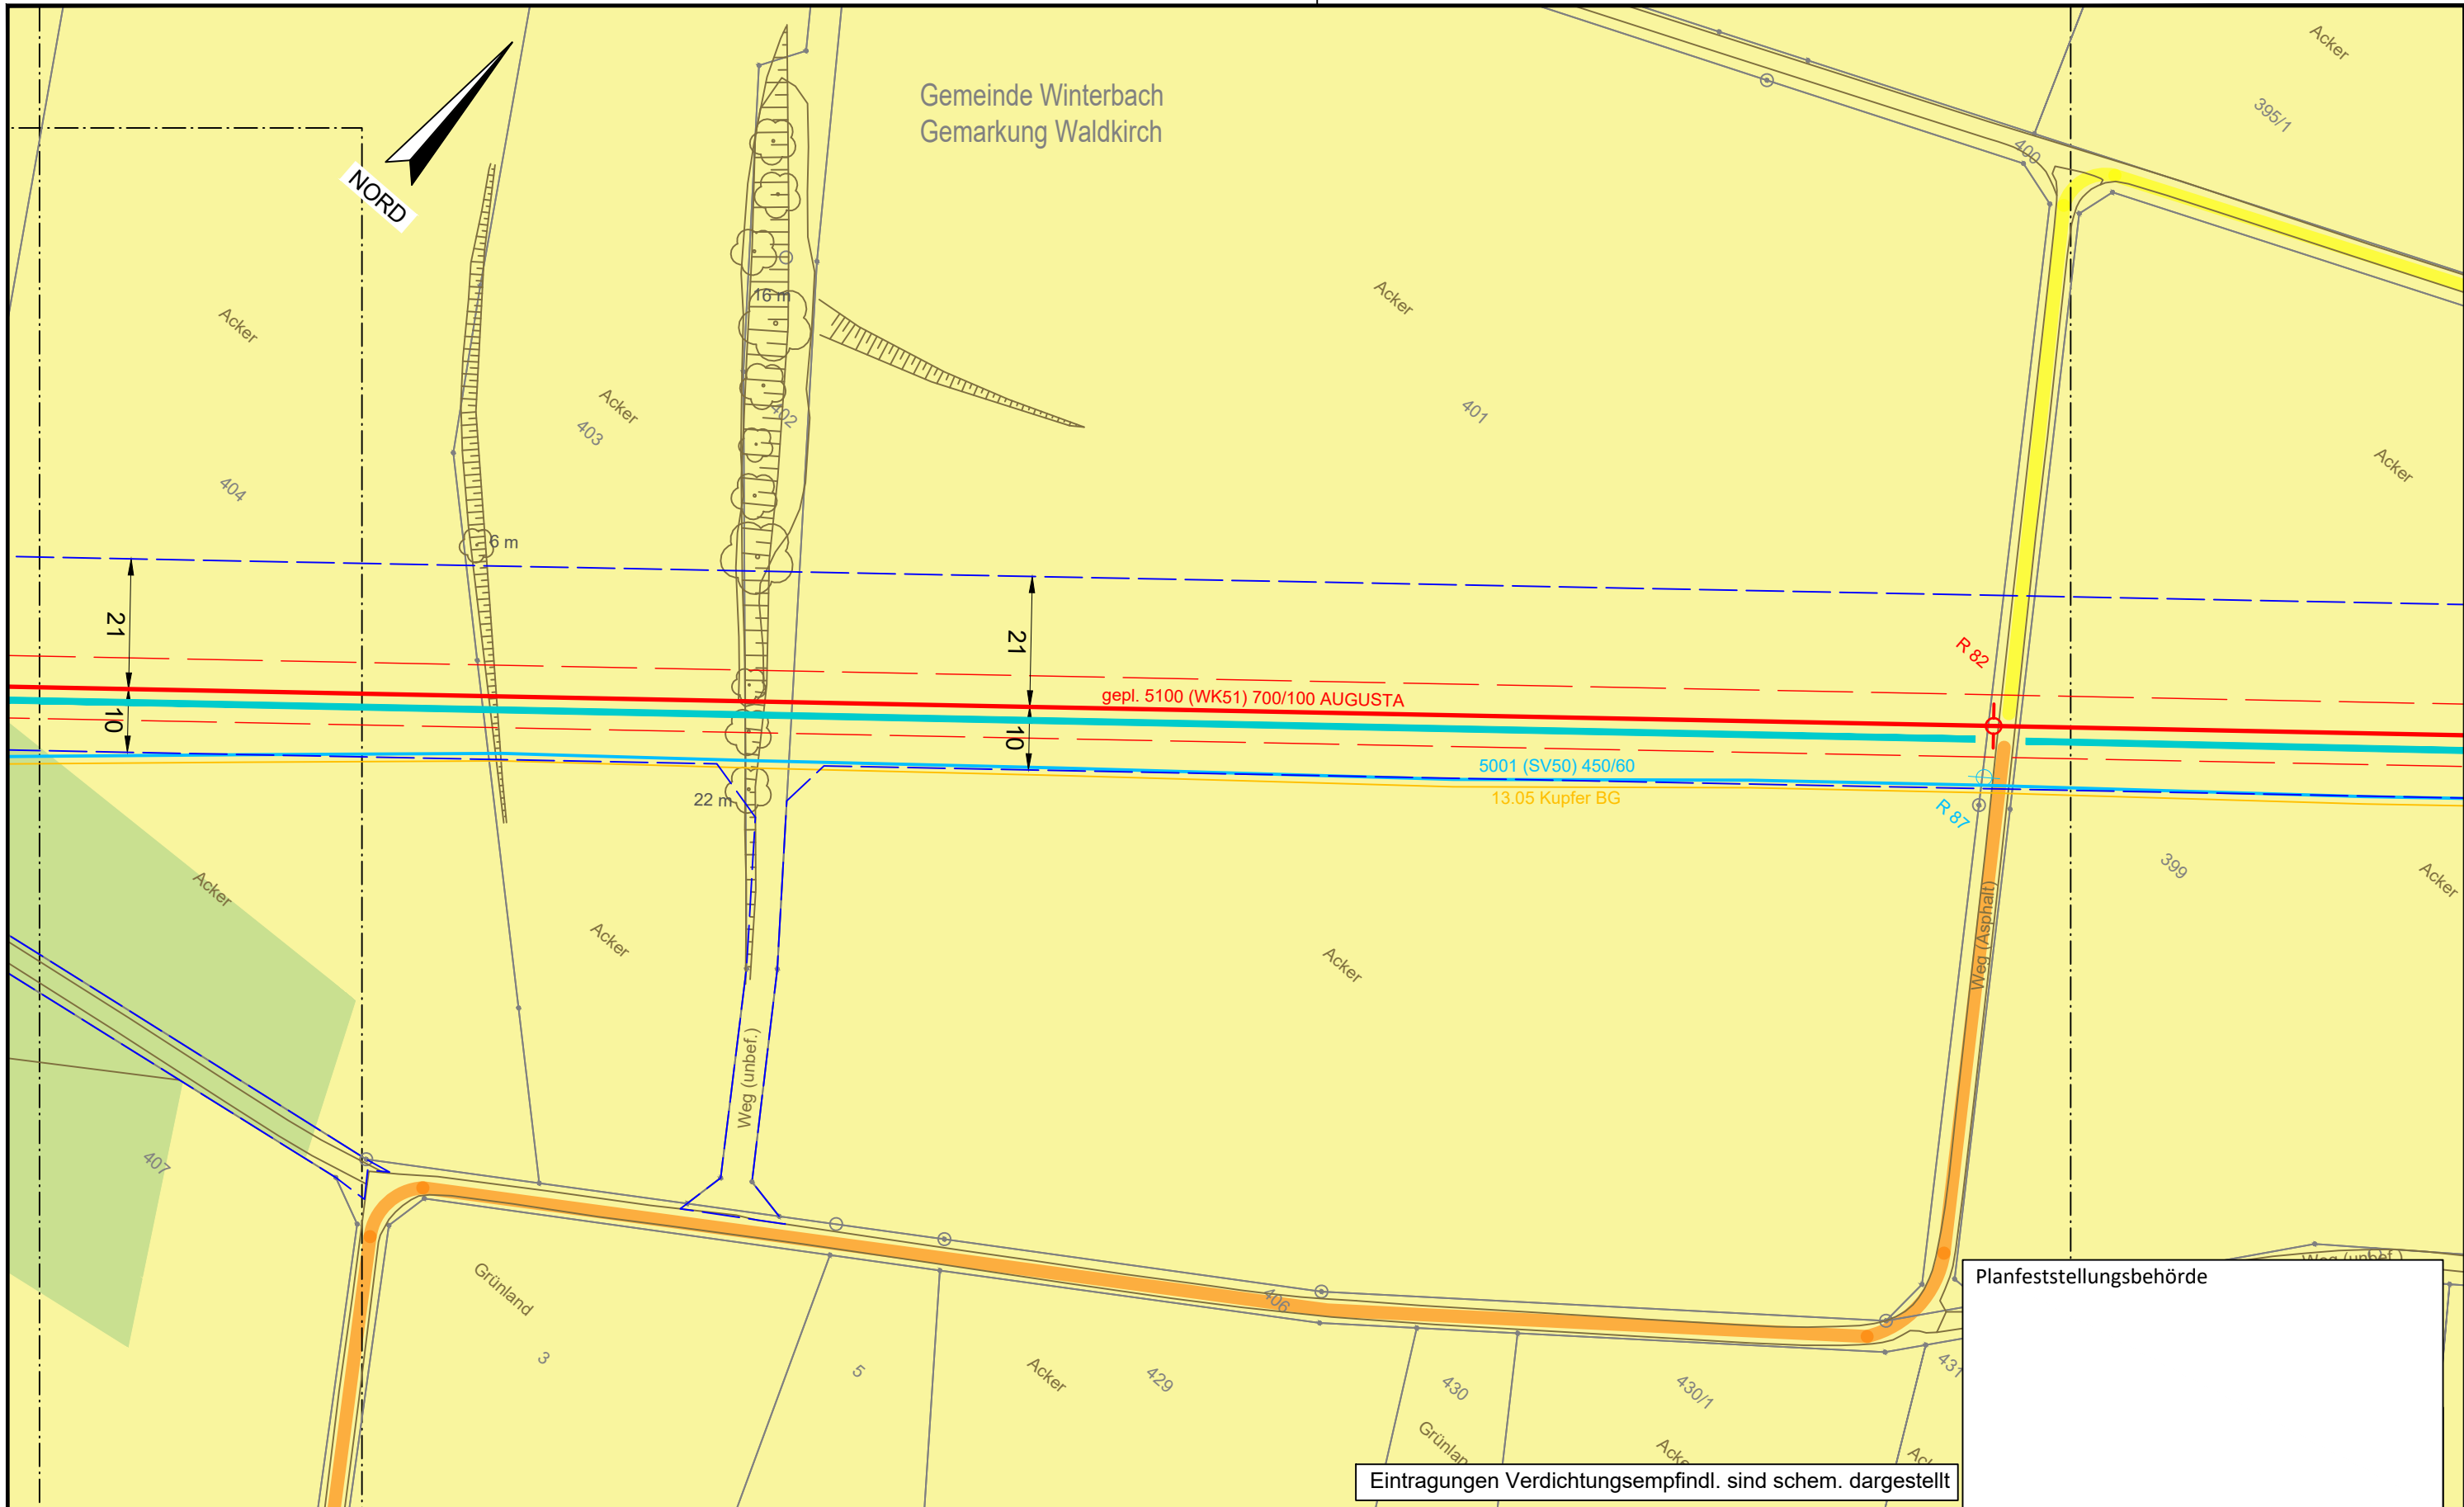 Gemeinde Winterbach
Gemarkung Waldkirch
NORD
Acker
395/1
400
Acker
16 m
Acker
Acker
402
403
401
Acker
404
6 m
21
21
R 82
gepl. 5100 (WK51) 700/100 AUGUSTA
10
10
5001 (SV50) 450/60
13.05 Kupfer BG
22 m
R 87
399
Acker
Acker
Acker
Acker
Weg (Asphalt)
Weg (unbef.)
407
Weg (unbef.)
Planfeststellungsbehörde
Grünland
406
3
5
Acker
429
430
430/1
431
Eintragungen Verdichtungsempfindl. sind schem. dargestellt